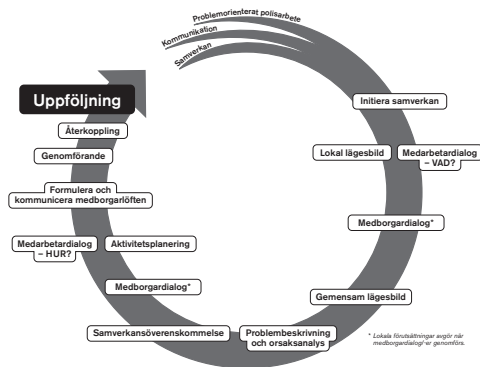 Problemorienterat polisarbete
Kommunikation
Samverkan
Initiera samverkan
Lokal lägesbild
Medarbetardialog
– VAD?
Medborgardialog*
Gemensam lägesbild
Problembeskrivning
och orsaksanalys
Samverkansöverenskommelse
Medborgardialog*
Aktivitetsplanering
Medarbetardialog
– HUR?
Formulera och
kommunicera medborgarlöften
Genomförande
Återkoppling
Uppföljning
* Lokala förutsättningar avgör när
medborgardialog/-er genomförs.